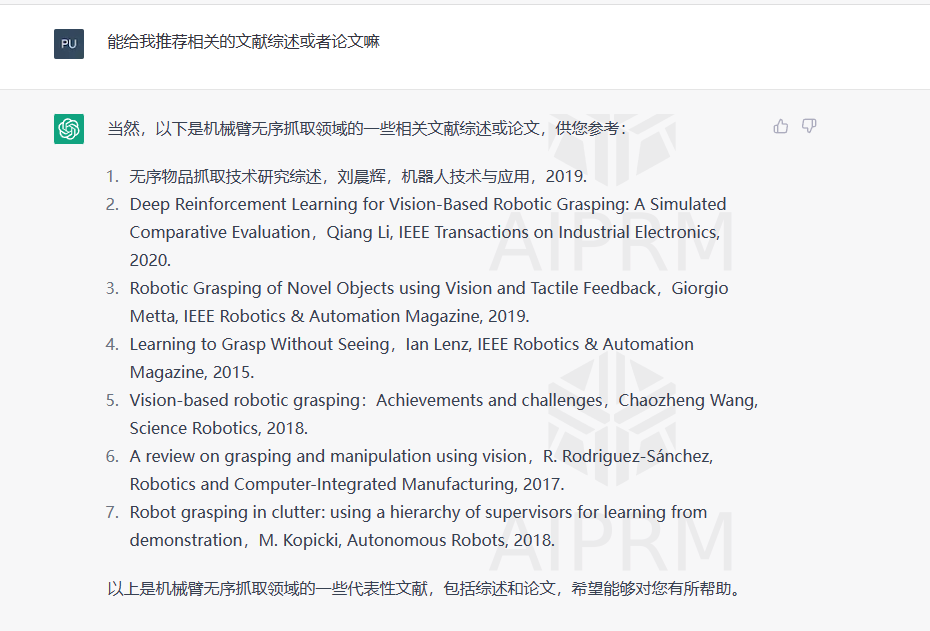 PU
能给我推荐相关的文献综述或者论文嘛
当然，以下是机械臂无序抓取领域的一些相关文献综述或论文，供您参考：
1. 无序物品抓取技术研究综述，刘晨辉，机器人技术与应用，2019.
2. Deep Reinforcement Learning for Vision-Based Robotic Grasping: A Simulated
Comparative Evaluation，Qiang Li, IEEE Transactions on Industrial Electronics,
2020.
3. Robotic Grasping of Novel Objects using Vision and Tactile Feedback，Giorgio
Metta, IEEE Robotics & Automation Magazine, 2019.
4. Learning to Grasp Without Seeing，Ian Lenz, IEEE Robotics & Automation
Magazine, 2015.
5. Vision-based robotic grasping：Achievements and challenges，Chaozheng Wang,
Science Robotics, 2018.
6. A review on grasping and manipulation using vision，R. Rodriguez-Sánchez,
Robotics and Computer-Integrated Manufacturing, 2017.
7. Robot grasping in clutter: using a hierarchy of supervisors for learning from
demonstration，M. Kopicki, Autonomous Robots, 2018.
以上是机械臂无序抓取领域的一些代表性文献，包括综述和论文，希望能够对您有所帮助。
AIPRM
AIPRM